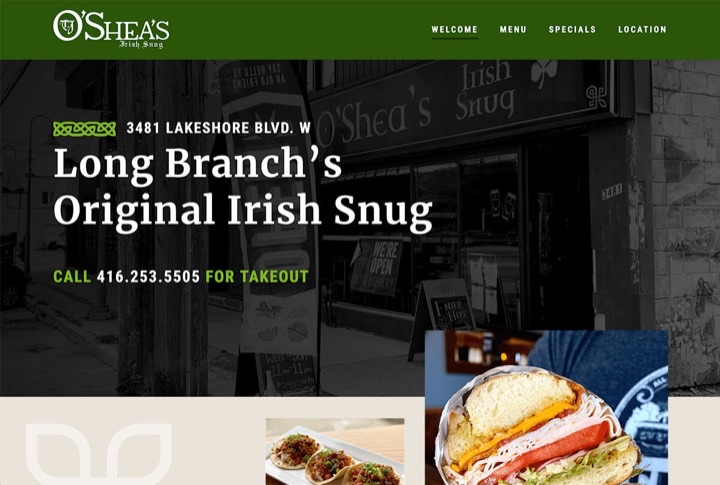 O'SHEA'S
Irish Snug
WELCOME
MENU
SPECIALS
LOCATION
O'Shea's Irish Snug
3481
3481 LAKESHORE BLVD. W
Long Branch’s
Original Irish Snug
CALL 416.253.5505 FOR TAKEOUT
WE'RE
OPEN